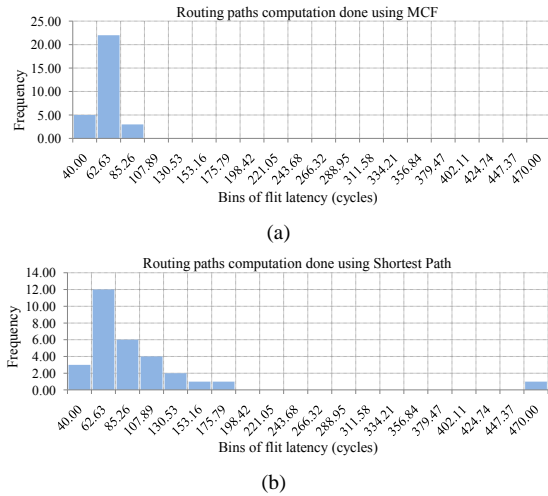 Routing paths computation done using MCF
Frequency
25.00
20.00
15.00
10.00
5.00
0.00
40.00 62.63 85.26 107.89 130.53 153.16 175.79 198.42 221.05 243.68 266.32 288.95 311.58 334.21 356.84 379.47 402.11 424.74 447.37 470.00
Bins of flit latency (cycles)
(a)
Routing paths computation done using Shortest Path
Frequency
14.00
12.00
10.00
8.00
6.00
4.00
2.00
0.00
40.00 62.63 85.26 107.89 130.53 153.16 175.79 198.42 221.05 243.68 266.32 288.95 311.58 334.21 356.84 379.47 402.11 424.74 447.37 470.00
Bins of flit latency (cycles)
(b)